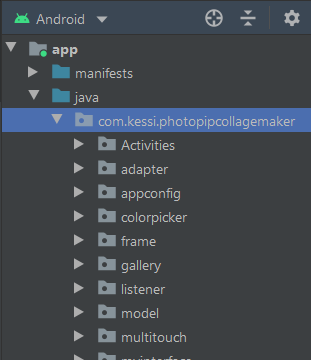 Android
app
manifests
java
com.kessi.photopipcollagemaker
Activities
adapter
appconfig
colorpicker
frame
gallery
listener
model
multitouch